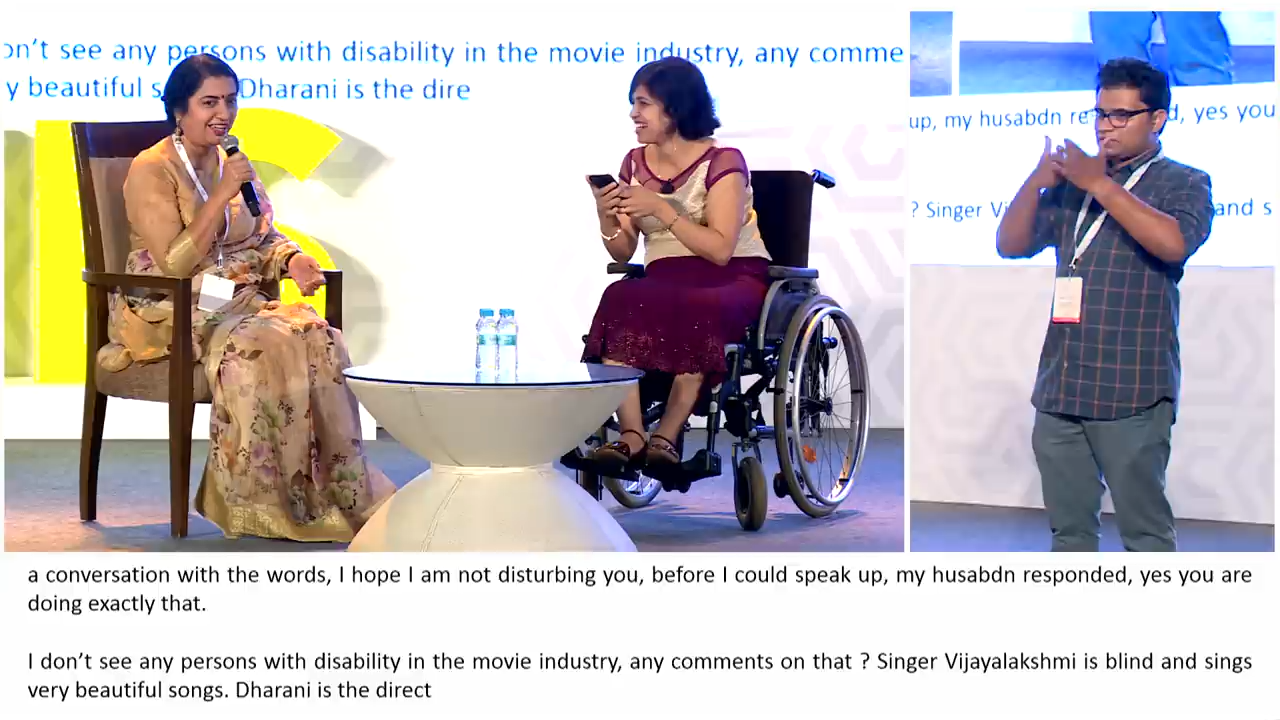 on't see any persons with disability in the movie industry, any comme
y beautiful s Dharani is the dire
up, my husabdn re d, yes you
? Singer Vi and s
a conversation with the words, I hope I am not disturbing you, before I could speak up, my husabdn responded, yes you are
doing exactly that.
I don't see any persons with disability in the movie industry, any comments on that ? Singer Vijayalakshmi is blind and sings
very beautiful songs. Dharani is the direct